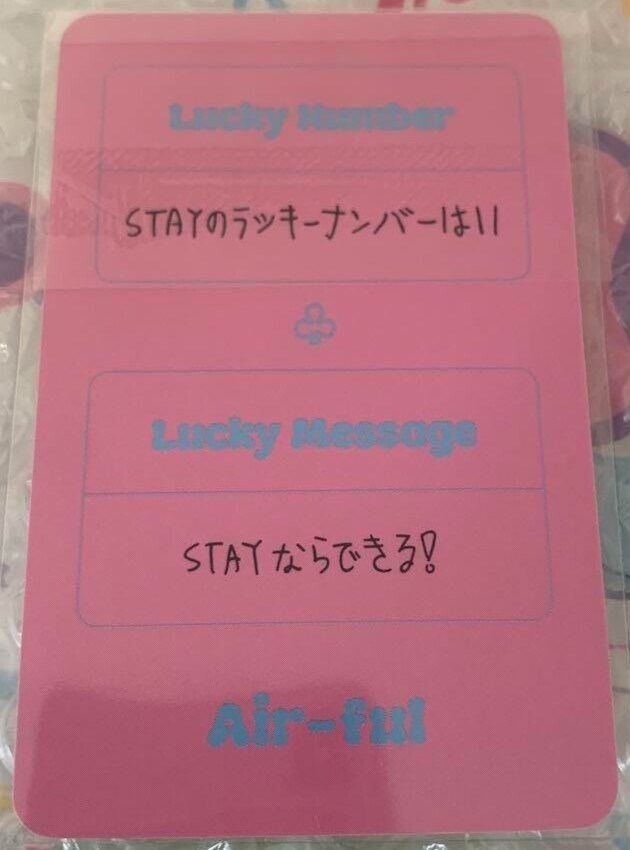 Lucky Number
STAYのラッキーナンバーは11
Lucky Message
STAYならできる!
Air-ful